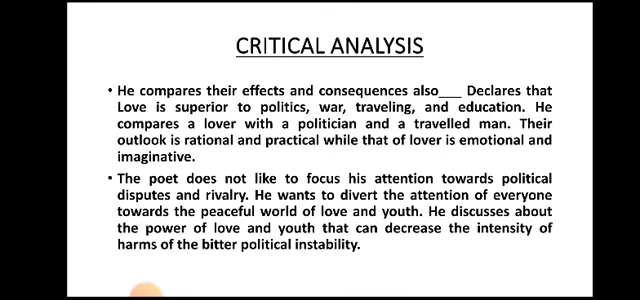 CRITICAL ANALYSIS
• He compares their effects and consequences also___ Declares that
Love is superior to politics, war, traveling, and education. He
compares a lover with a politician and a travelled man. Their
outlook is rational and practical while that of lover is emotional and
imaginative.
• The poet does not like to focus his attention towards political
disputes and rivalry. He wants to divert the attention of everyone
towards the peaceful world of love and youth. He discusses about
the power of love and youth that can decrease the intensity of
harms of the bitter political instability.